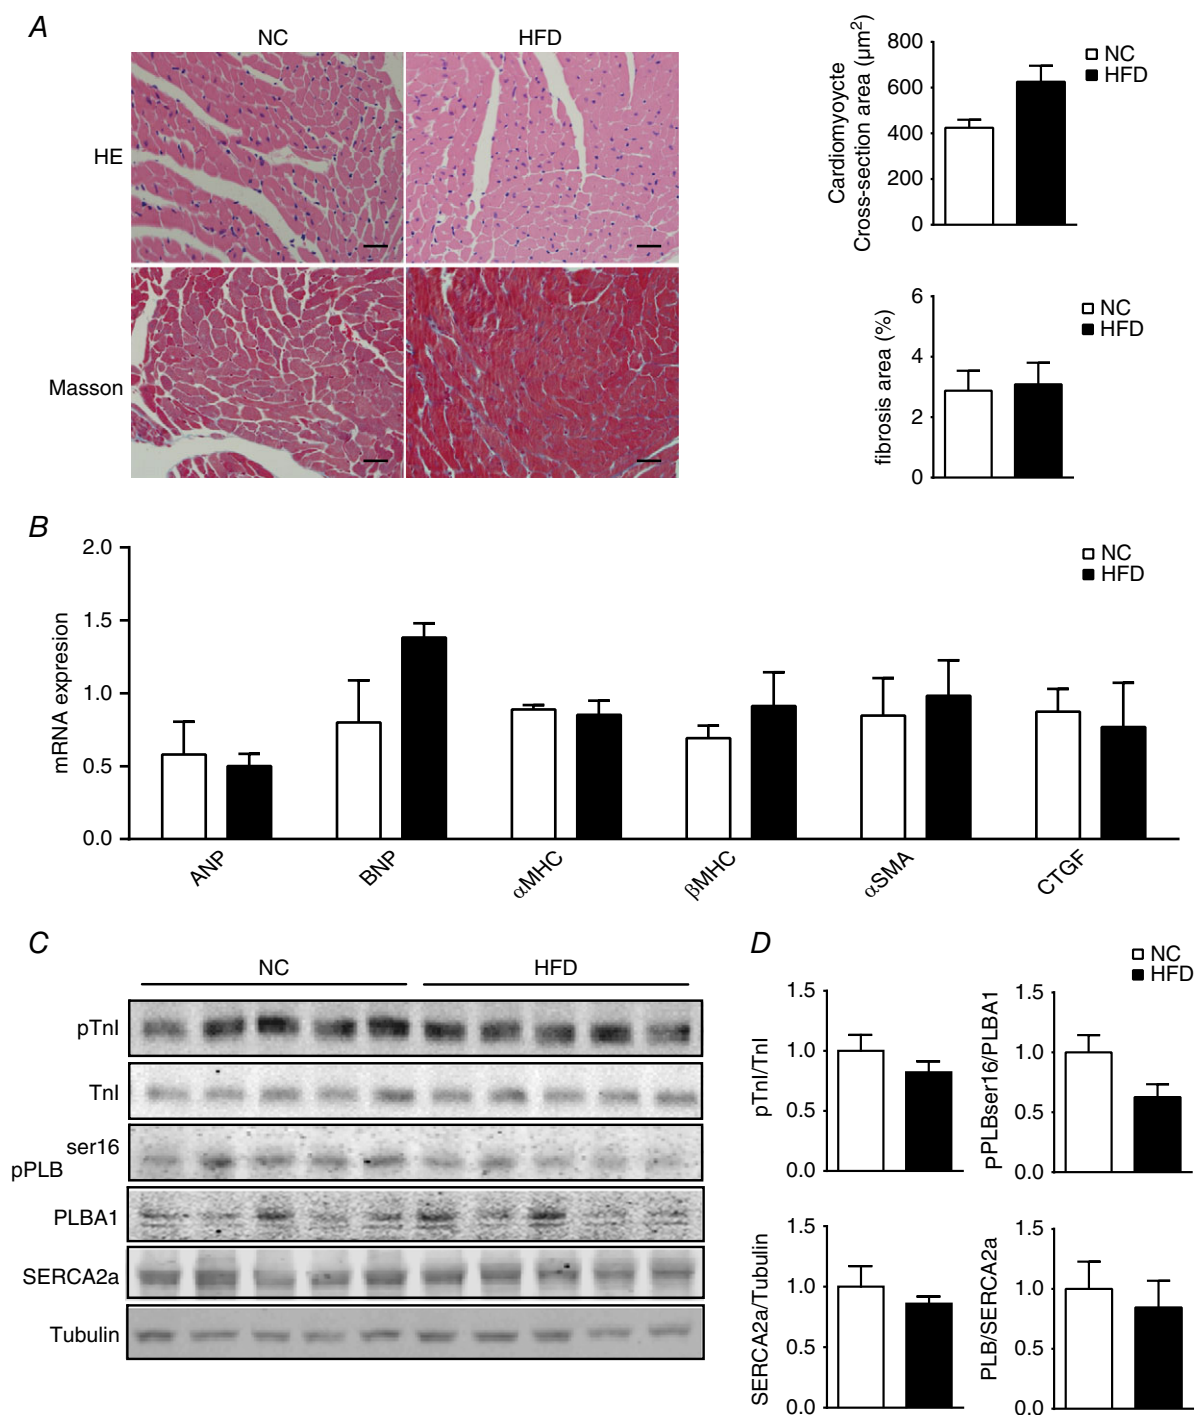 A
NC
HFD
HE
Masson
Cardiomyoycte
Cross-section area (µm²)
800
600
400
200
0
NC
HFD
fibrosis area (%)
6
4
2
0
NC
HFD
B
mRNA expresion
2.0
1.5
1.0
0.5
0.0
NC
HFD
ANP
BNP
αMHC
βMHC
αSMA
CTGF
C
NC
HFD
pTnI
TnI
ser16
pPLB
PLBA1
SERCA2a
Tubulin
D
NC
HFD
pTnI/TnI
1.5
1.0
0.5
0.0
pPLBser16/PLBA1
1.5
1.0
0.5
0.0
SERCA2a/Tubulin
1.5
1.0
0.5
0.0
PLB/SERCA2a
1.5
1.0
0.5
0.0